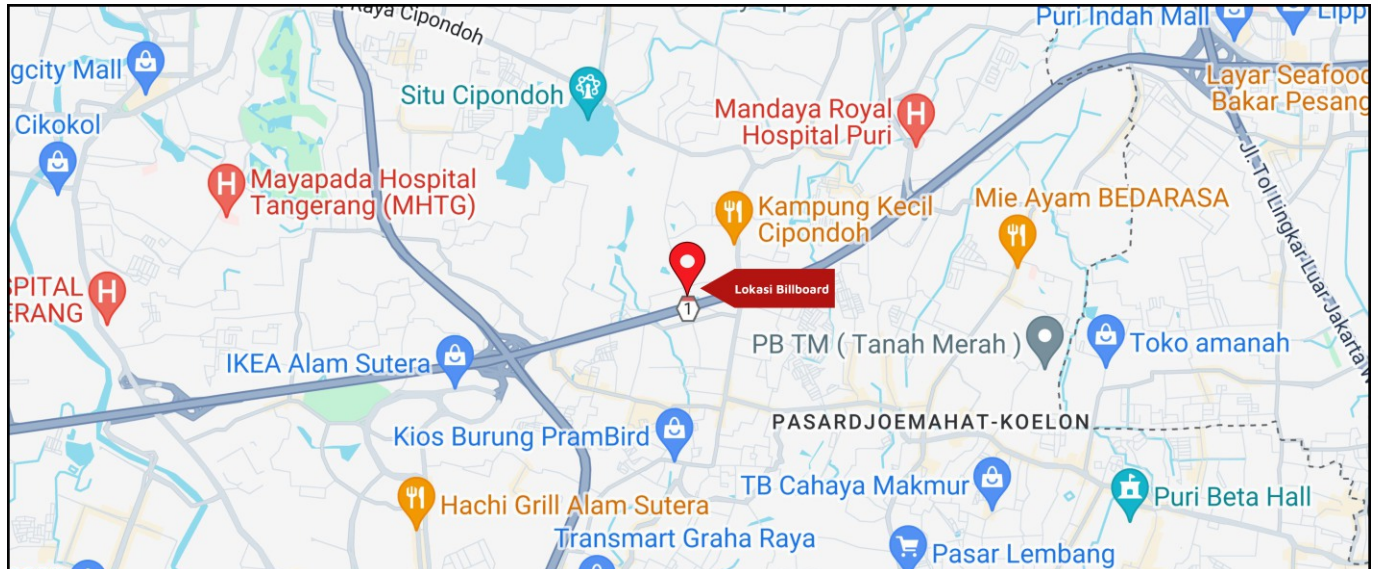 Raya Cipondoh
Puri Indah Mall
Lipp
gcity Mall
Layar Seafood
Bakar Pesang
Situ Cipondoh
Mandaya Royal
Hospital Puri
Cikokol
Jl. Tol Lingkar Luar Jakarta W
Mayapada Hospital
Tangerang (MHTG)
Mie Ayam BEDARASA
Kampung Kecil
Cipondoh
SPITAL
ERANG
Lokasi Billboard
1
PB TM ( Tanah Merah )
Toko amanah
IKEA Alam Sutera
PASARDJOEMAHAT-KOELON
Kios Burung PramBird
TB Cahaya Makmur
Puri Beta Hall
Hachi Grill Alam Sutera
Transmart Graha Raya
Pasar Lembang